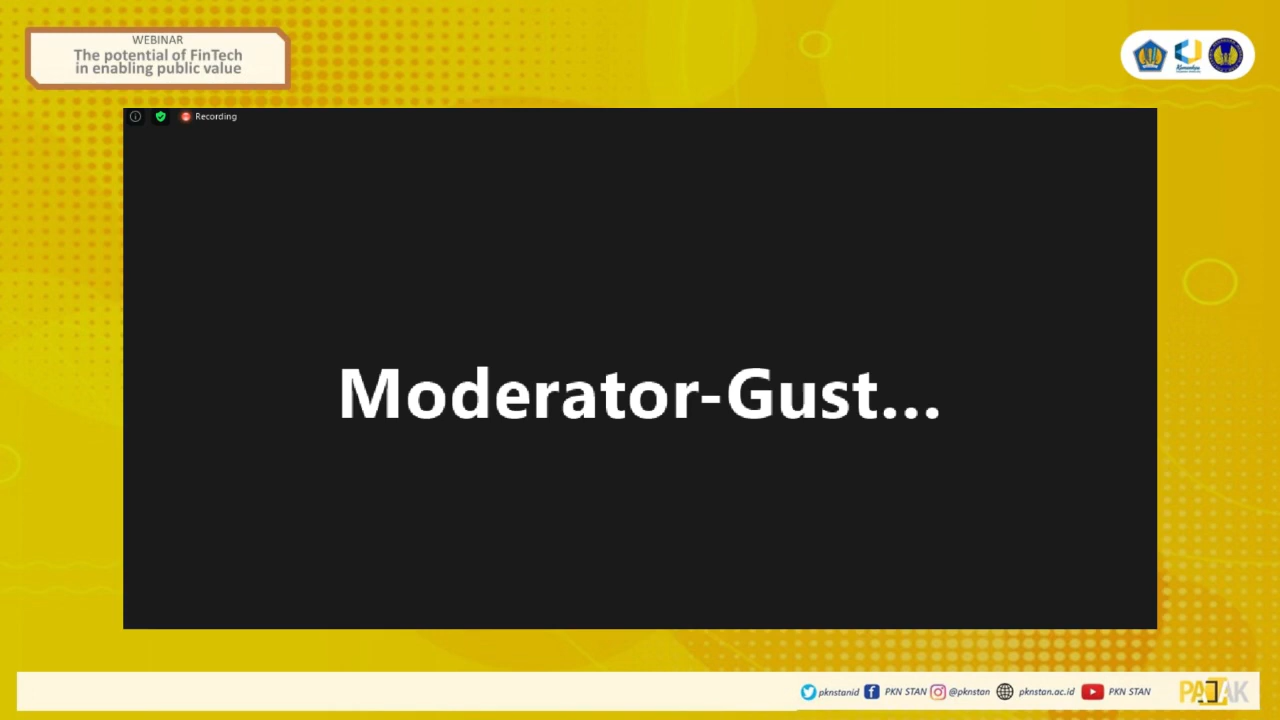 WEBINAR
The potential of FinTech
in enabling public value
Recording
Moderator-Gust...
pknstanid PKN STAN @pknstan pknstan.ac.id PKN STAN